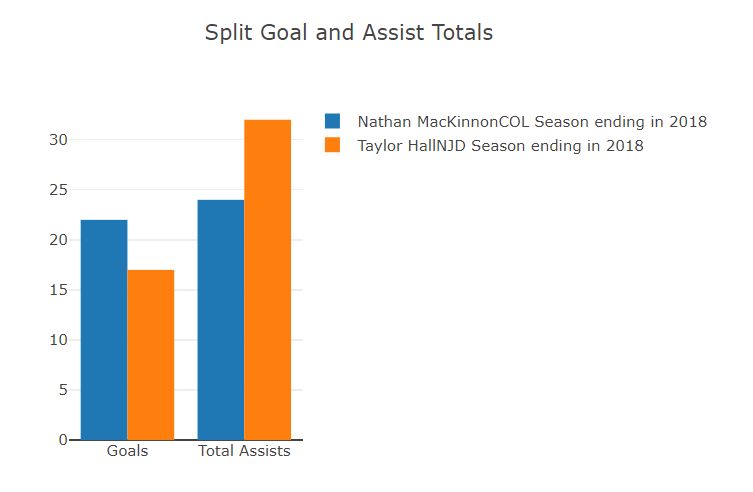 Split Goal and Assist Totals
Nathan MacKinnonCOL Season ending in 2018
Taylor HallNJD Season ending in 2018
30
25
20
15
10
5
0
Goals
Total Assists